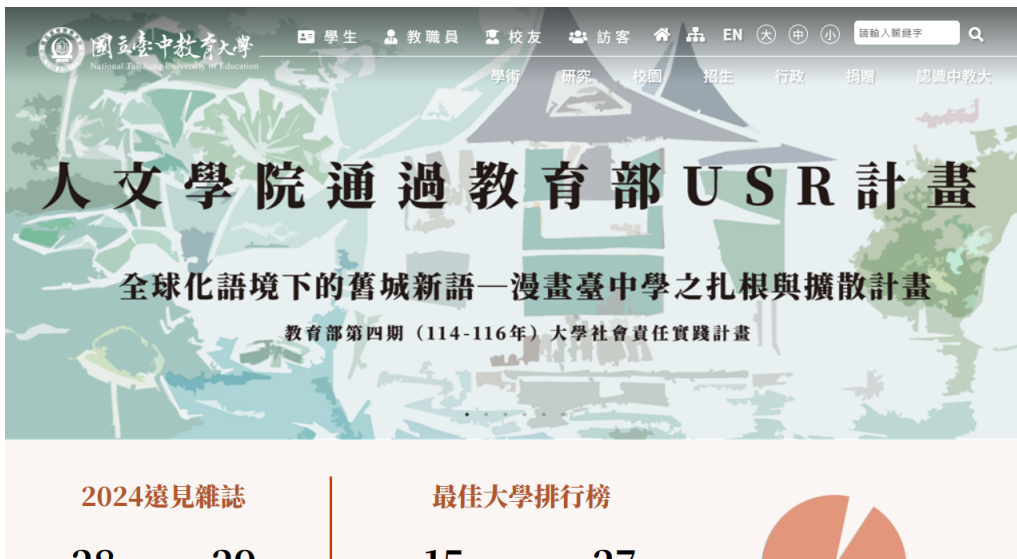 國立臺中教育大學
National Taichung University of Education
學生 教職員 校友 訪客 EN 大 中 小 請輸入關鍵字
學術 研究 校園 招生 行政 捐贈 認識中教大
人文學院通過教育部USR計畫
全球化語境下的舊城新語—漫畫臺中學之扎根與擴散計畫
教育部第四期（114-116年）大學社會責任實踐計畫
2024遠見雜誌 最佳大學排行榜